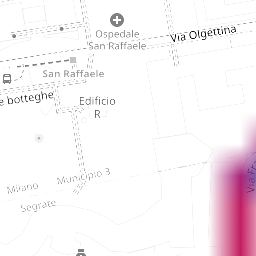 Ospedale
San Raffaele
Via Olgettina
San Raffaele
e botteghe
Edificio
R
Municipio 3
Milano
Segrate